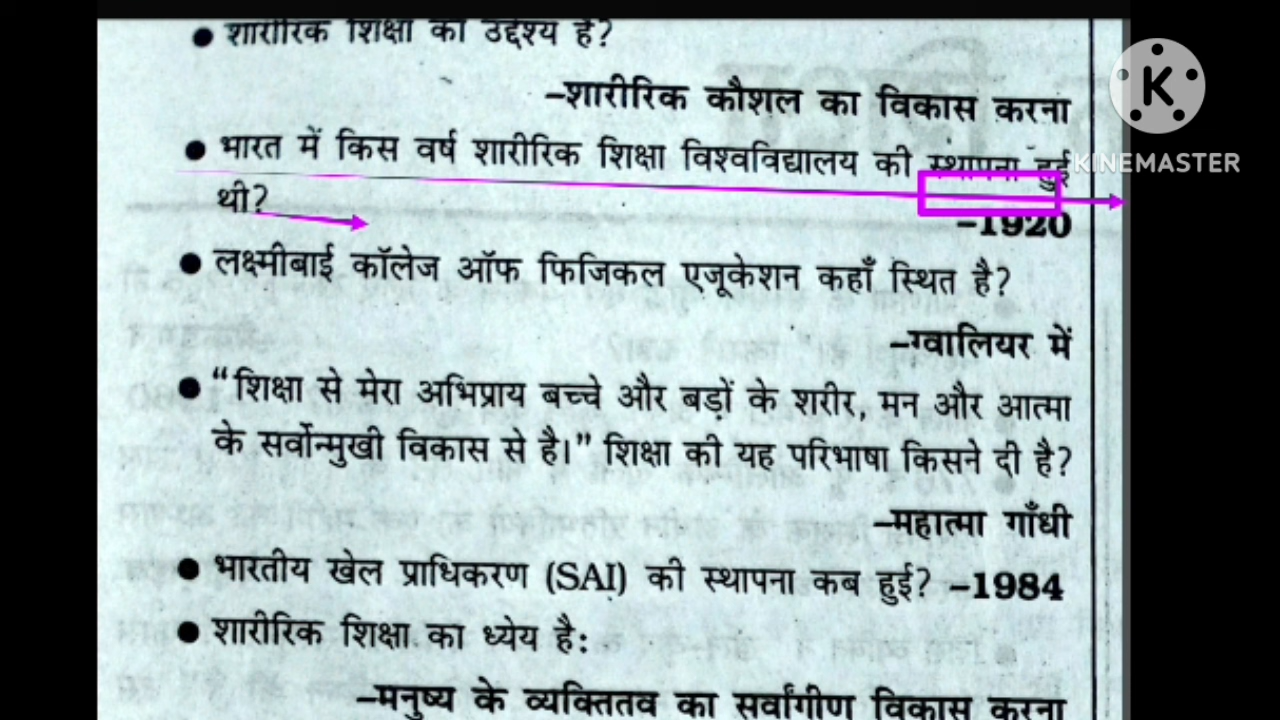 ● शारीरिक शिक्षा का उद्देश्य है?
–शारीरिक कौशल का विकास करना
● भारत में किस वर्ष शारीरिक शिक्षा विश्वविद्यालय की स्थापना हुई
थी?
–1920
● लक्ष्मीबाई कॉलेज ऑफ फिजिकल एजूकेशन कहाँ स्थित है?
–ग्वालियर में
● “शिक्षा से मेरा अभिप्राय बच्चे और बड़ों के शरीर, मन और आत्मा
के सर्वोन्मुखी विकास से है।” शिक्षा की यह परिभाषा किसने दी है?
–महात्मा गाँधी
● भारतीय खेल प्राधिकरण (SAI) की स्थापना कब हुई? –1984
● शारीरिक शिक्षा का ध्येय है:
–मनुष्य के व्यक्तितव का सर्वांगीण विकास करना
K
KINEMASTER